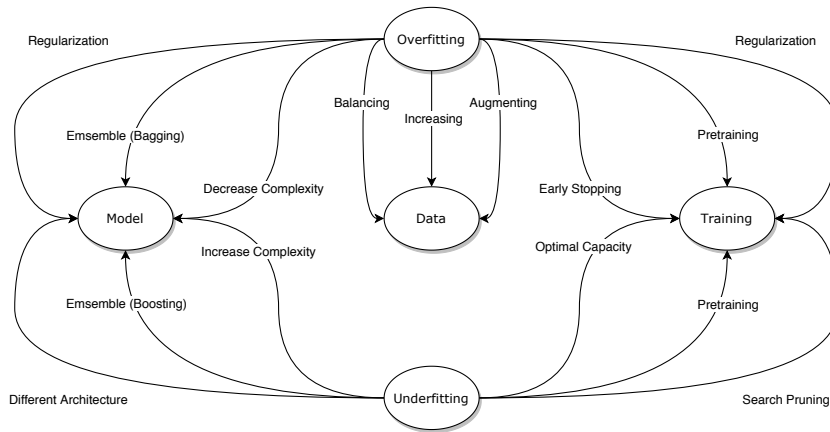 Overfitting
Regularization
Regularization
Balancing
Augmenting
Increasing
Emsemble (Bagging)
Pretraining
Decrease Complexity
Early Stopping
Model
Data
Training
Increase Complexity
Optimal Capacity
Emsemble (Boosting)
Pretraining
Underfitting
Different Architecture
Search Pruning